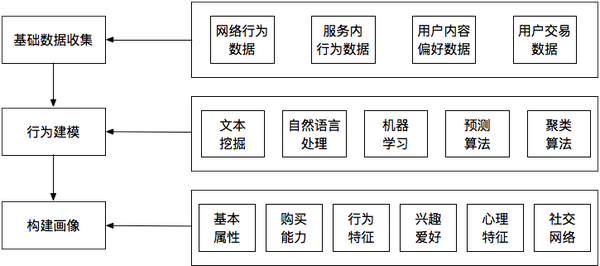 基础数据收集
网络行为
数据
服务内
行为数据
用户内容
偏好数据
用户交易
数据
行为建模
文本
挖掘
自然语言
处理
机器
学习
预测
算法
聚类
算法
构建画像
基本
属性
购买
能力
行为
特征
兴趣
爱好
心理
特征
社交
网络